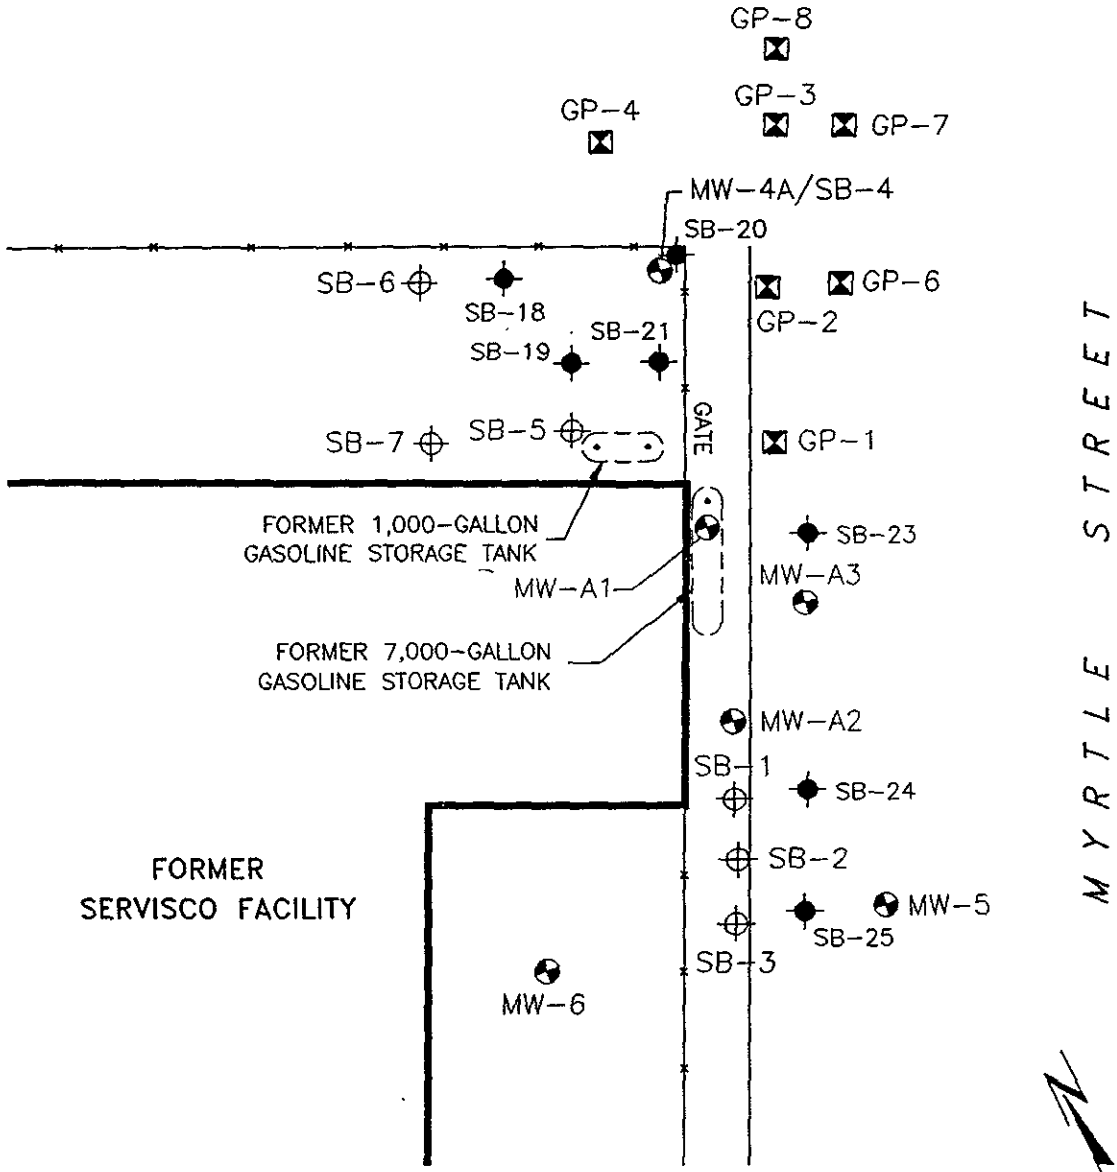 GP-8
GP-3
GP-4
GP-7
MW-4A/SB-4
SB-20
SB-6
SB-18
GP-6
GP-2
SB-21
SB-19
GATE
SB-5
SB-7
GP-1
FORMER 1,000-GALLON
GASOLINE STORAGE TANK
SB-23
MW-A1
MW-A3
FORMER 7,000-GALLON
GASOLINE STORAGE TANK
MW-A2
SB-1
SB-24
SB-2
FORMER
SERVISCO FACILITY
MW-5
SB-25
SB-3
MW-6
MYRTLE STREET
N